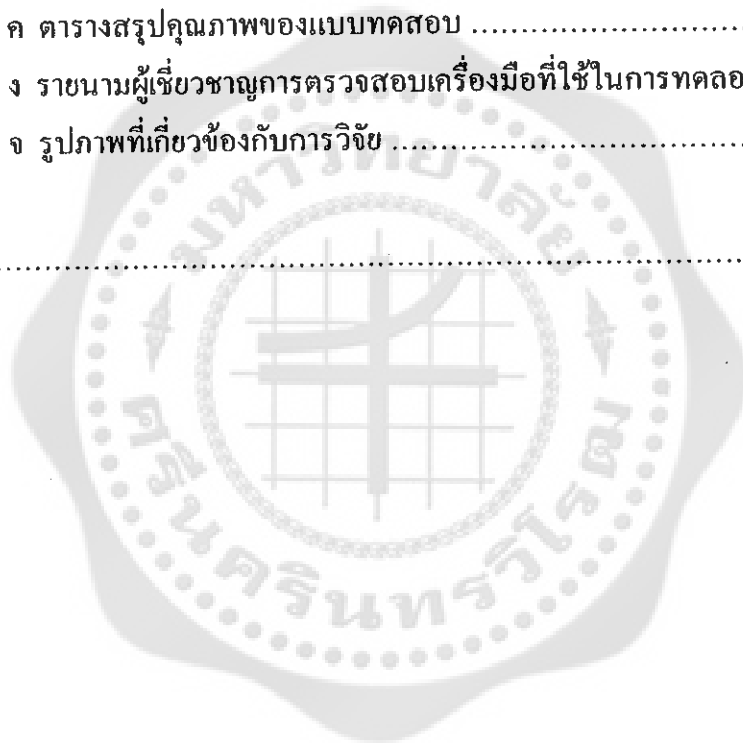 ค ตารางสรุปคุณภาพของแบบทดสอบ ..............................
ง รายนามผู้เชี่ยวชาญการตรวจสอบเครื่องมือที่ใช้ในการทดลอ
จ รูปภาพที่เกี่ยวข้องกับการวิจัย ........................................
................................................................................
มหาวิทยาลัย
ศรีนครินทรวิโรฒ